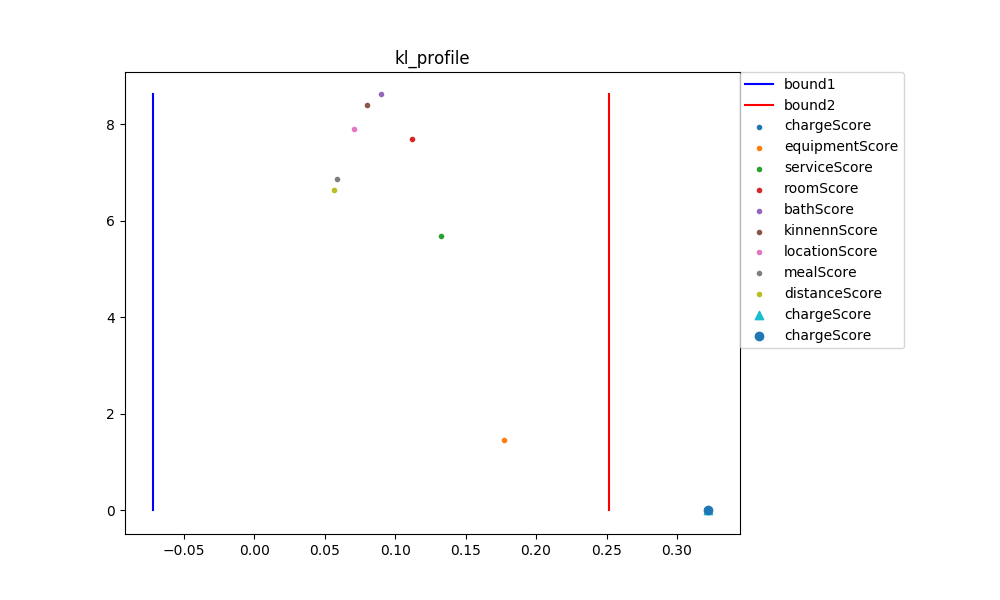 kl_profile
8
6
4
2
0
−0.05
0.00
0.05
0.10
0.15
0.20
0.25
0.30
bound1
bound2
chargeScore
equipmentScore
serviceScore
roomScore
bathScore
kinnennScore
locationScore
mealScore
distanceScore
chargeScore
chargeScore